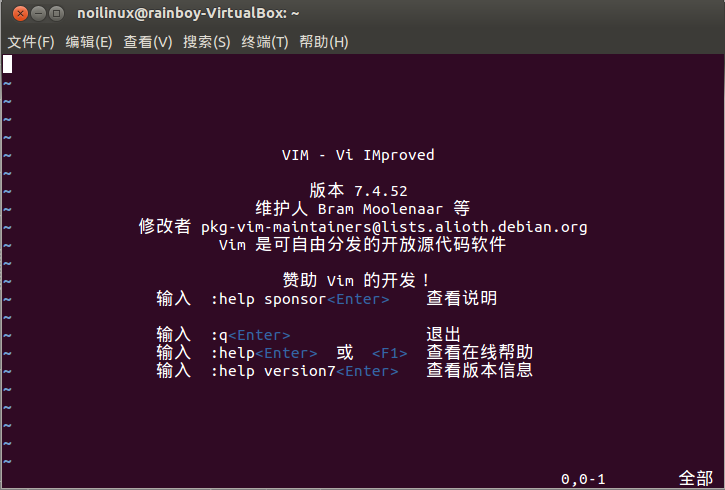 noilinux@rainboy-VirtualBox: ~
文件(F) 编辑(E) 查看(V) 搜索(S) 终端(T) 帮助(H)
~
~
~
~
~
VIM - Vi IMproved
~
~
版本 7.4.52
~
维护人 Bram Moolenaar 等
~
修改者 pkg-vim-maintainers@lists.alioth.debian.org
~
Vim 是可自由分发的开放源代码软件
~
~
赞助 Vim 的开发！
~
输入 :help sponsor<Enter> 查看说明
~
~
输入 :q<Enter> 退出
~
输入 :help<Enter> 或 <F1> 查看在线帮助
~
输入 :help version7<Enter> 查看版本信息
~
~
~
~
~
0,0-1 全部